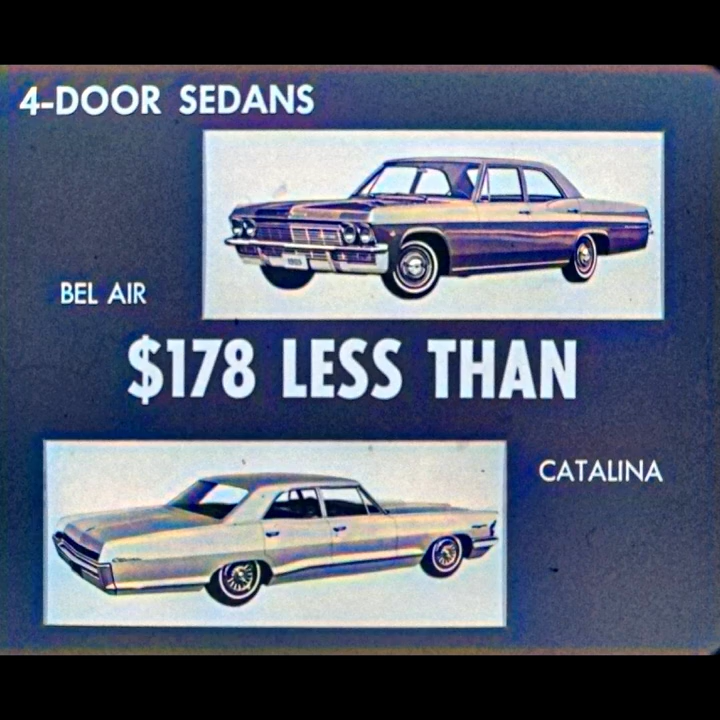 4-DOOR SEDANS
BEL AIR
$178 LESS THAN
CATALINA